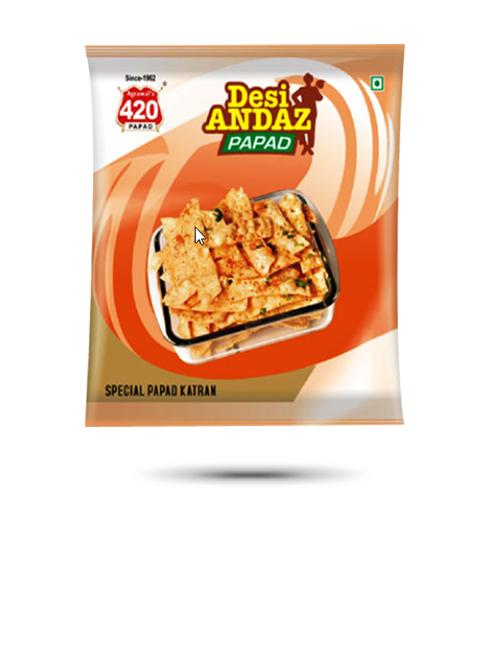 Since-1962
Agrawal's
®
420
PAPAD
Desi
ANDAZ
PAPAD
SPECIAL PAPAD KATRAN